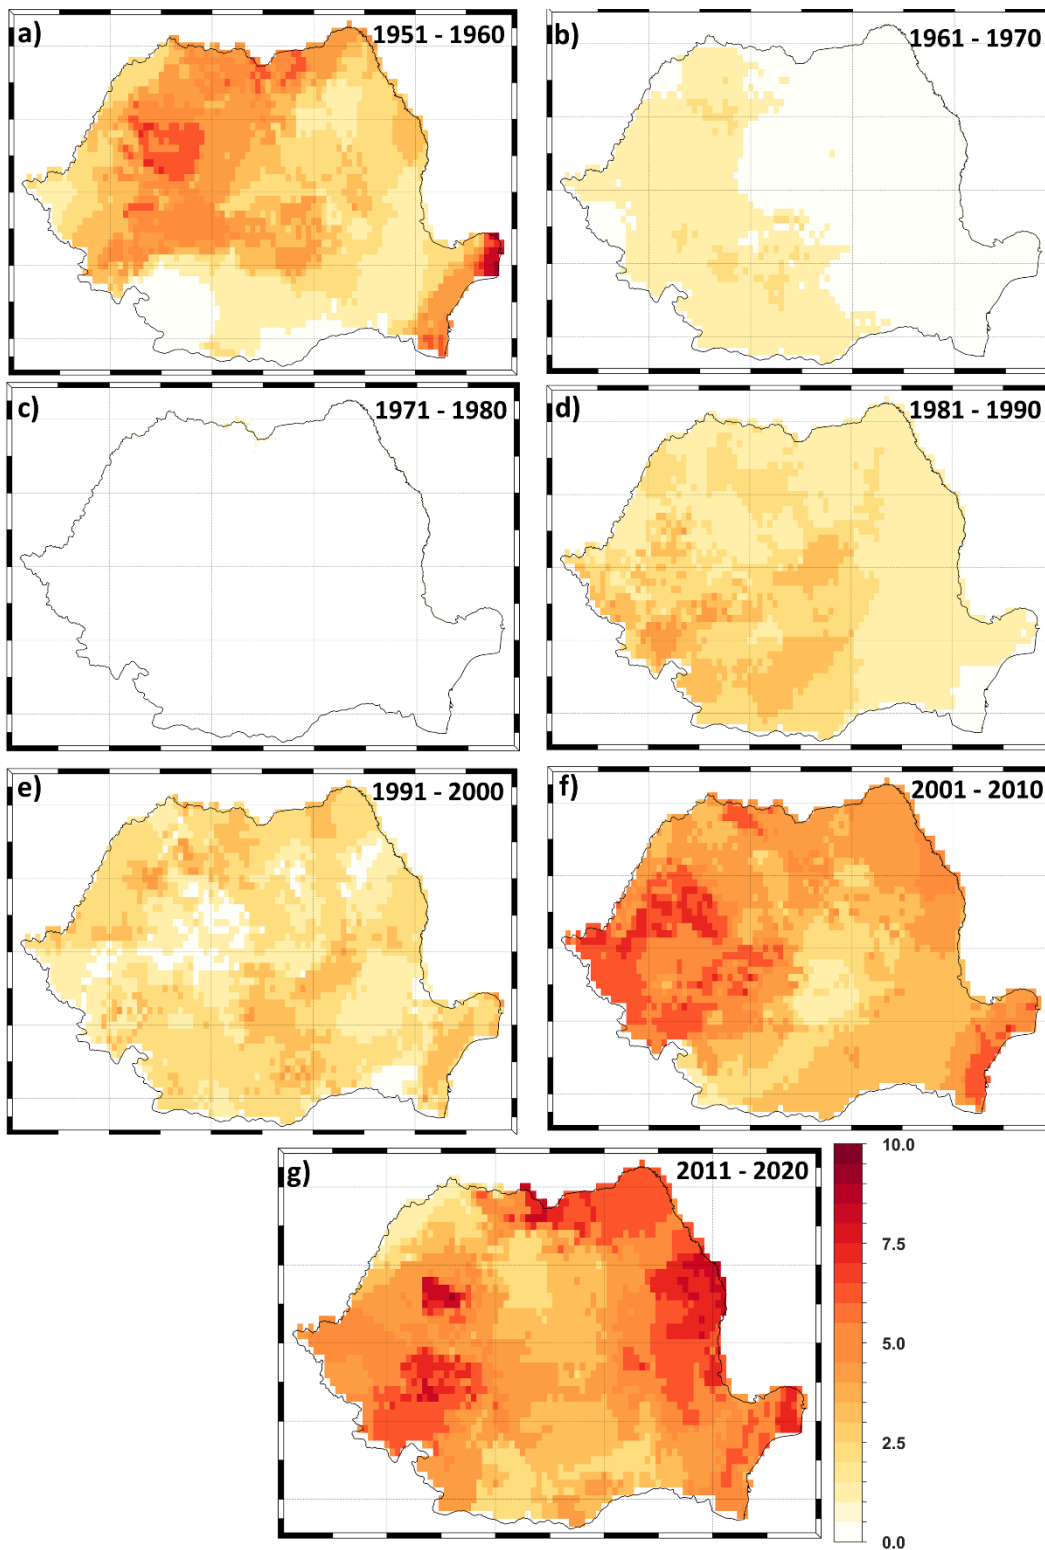 a) 1951 - 1960
b) 1961 - 1970
c) 1971 - 1980
d) 1981 - 1990
e) 1991 - 2000
f) 2001 - 2010
g) 2011 - 2020
10.0
7.5
5.0
2.5
0.0